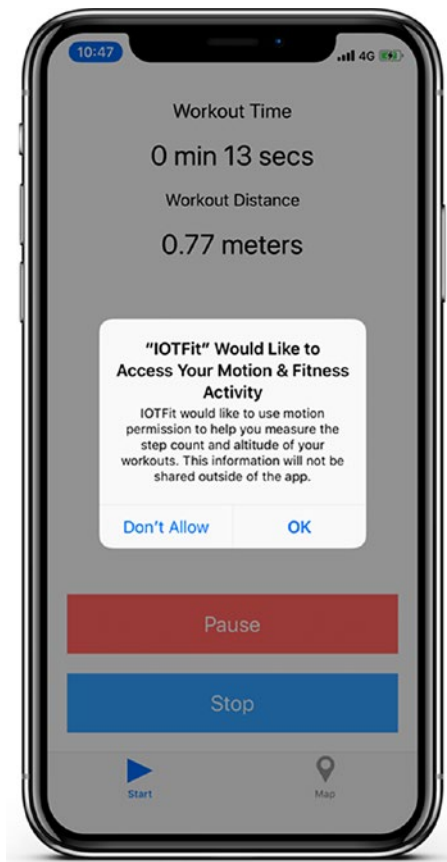 10:47
4G
Workout Time
0 min 13 secs
Workout Distance
0.77 meters
“IOTFit” Would Like to
Access Your Motion & Fitness
Activity
IOTFit would like to use motion
permission to help you measure the
step count and altitude of your
workouts. This information will not be
shared outside of the app.
Don’t Allow OK
Pause
Stop
Start Map